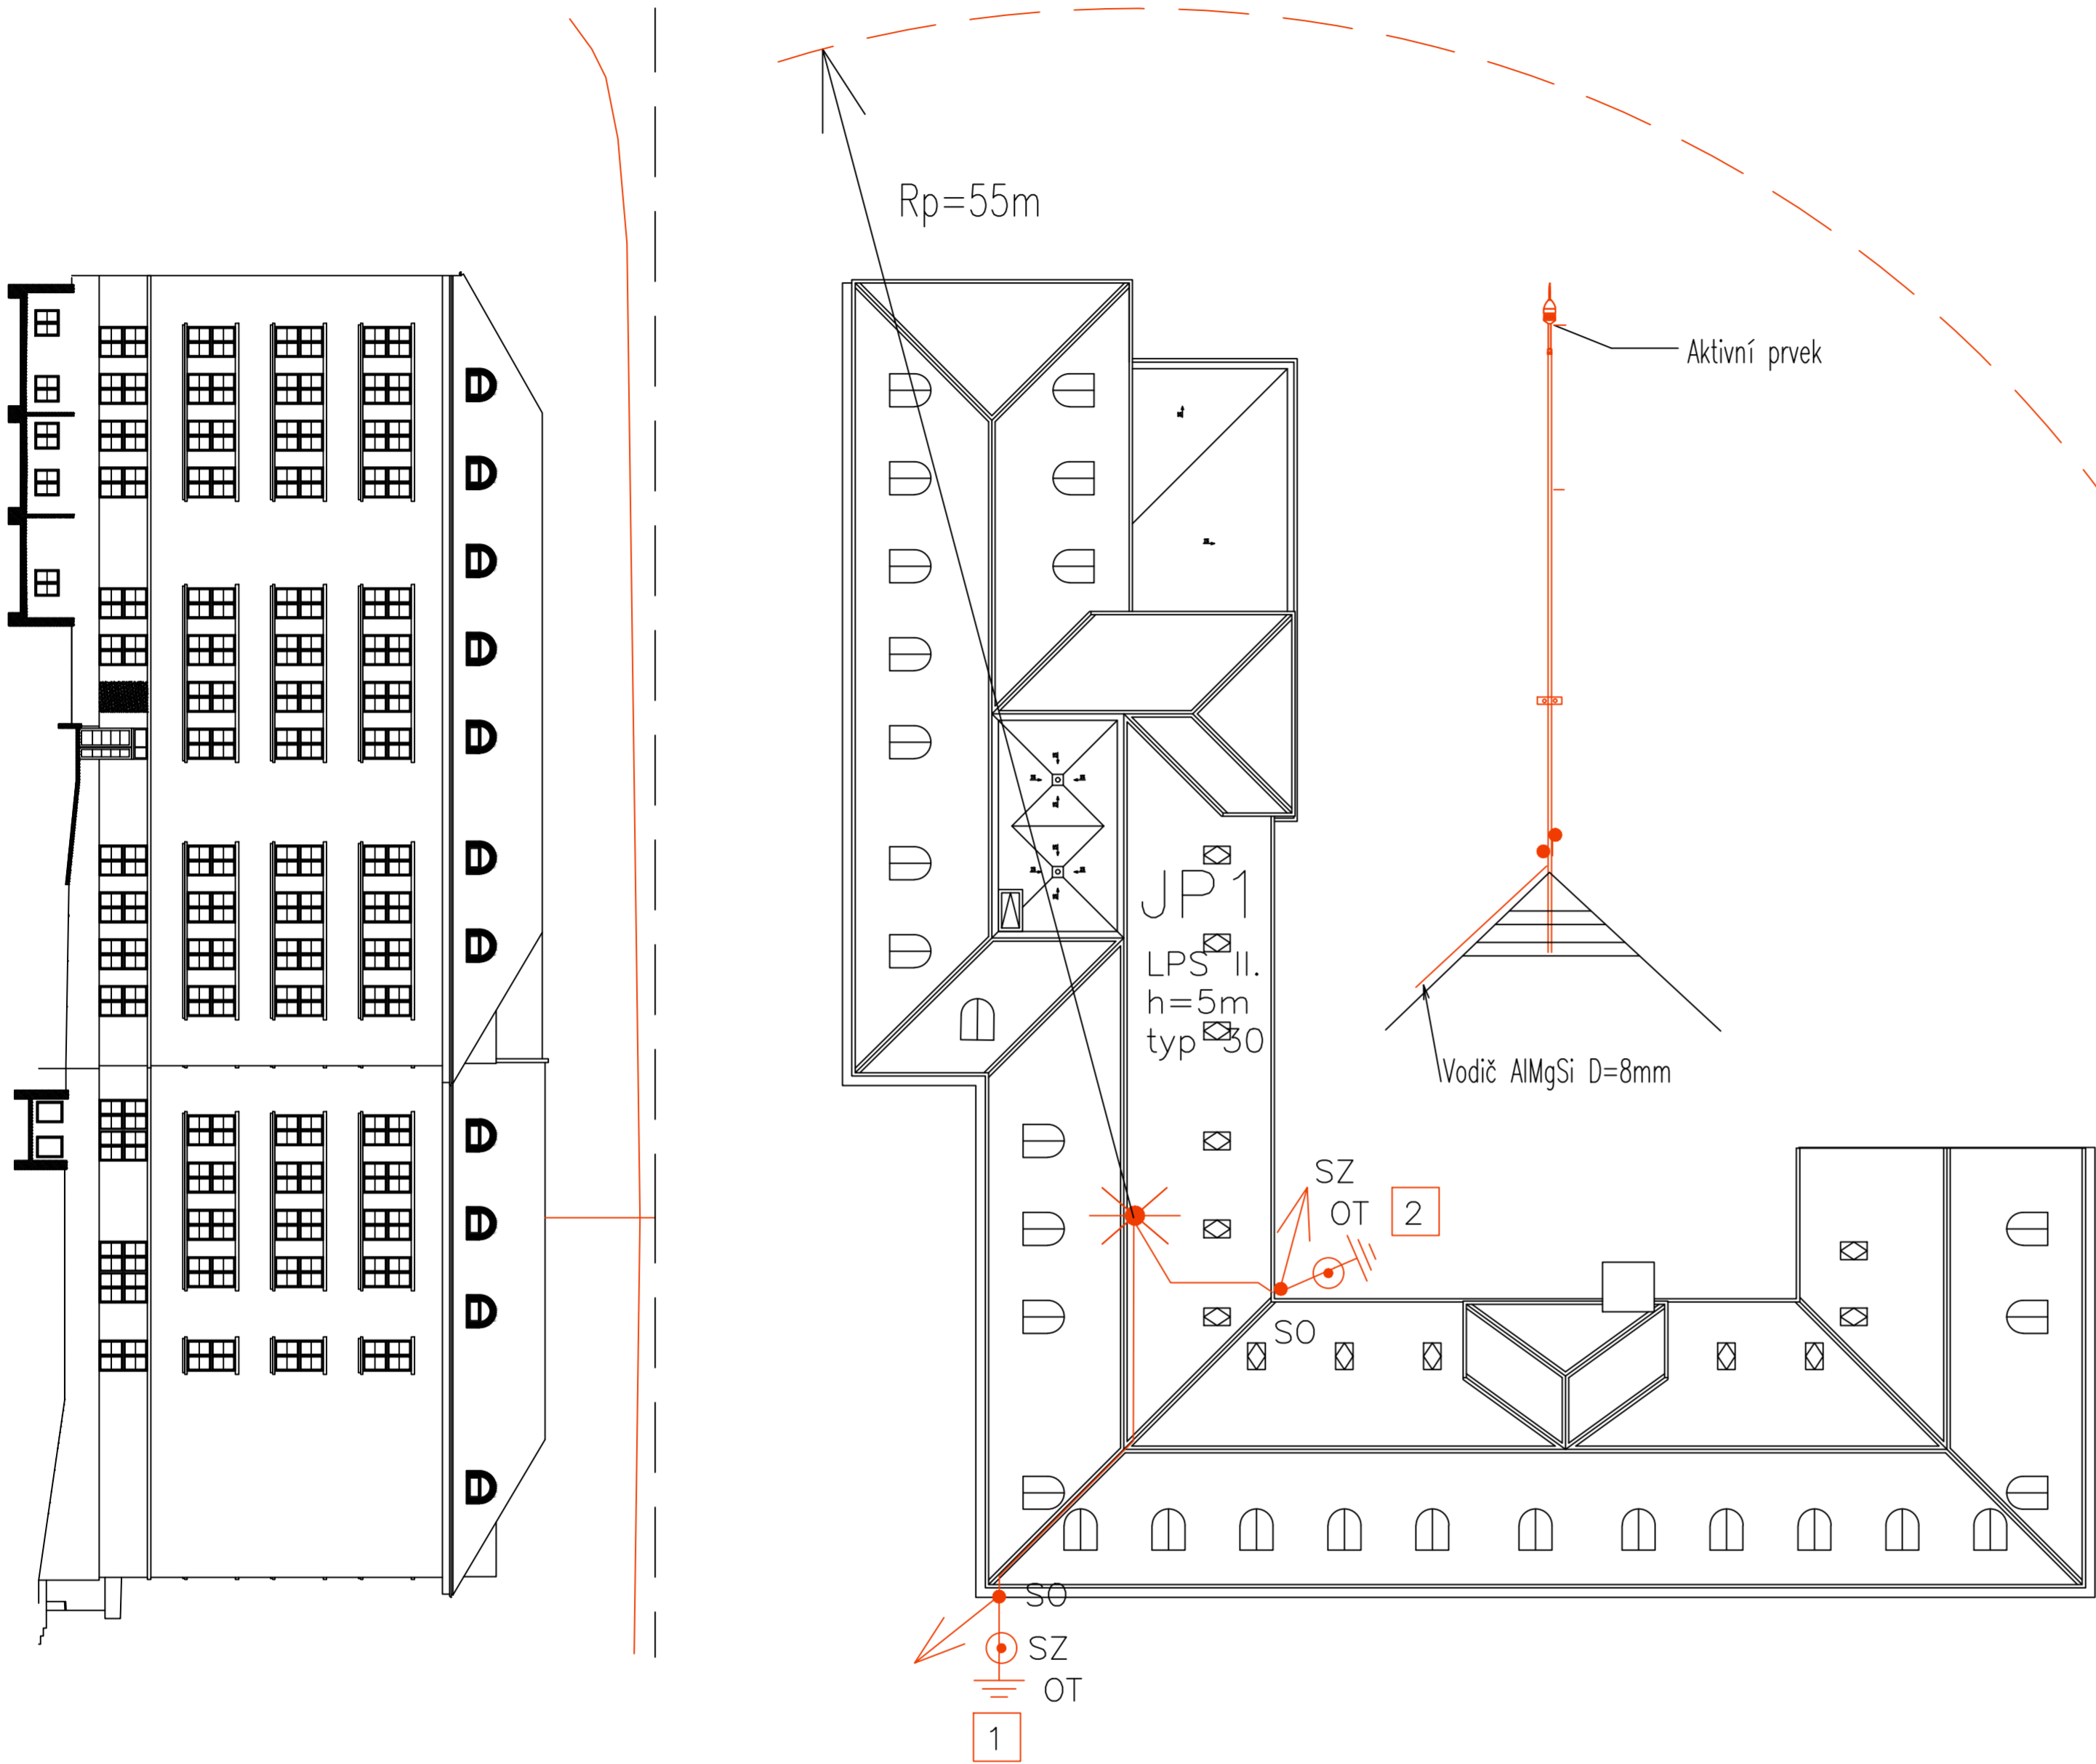 Rp=55m
Aktivní prvek
JP1
LPS II.
h=5m
typ 30
Vodič AlMgSi D=8mm
SZ
OT
2
SO
SO
SZ
OT
1